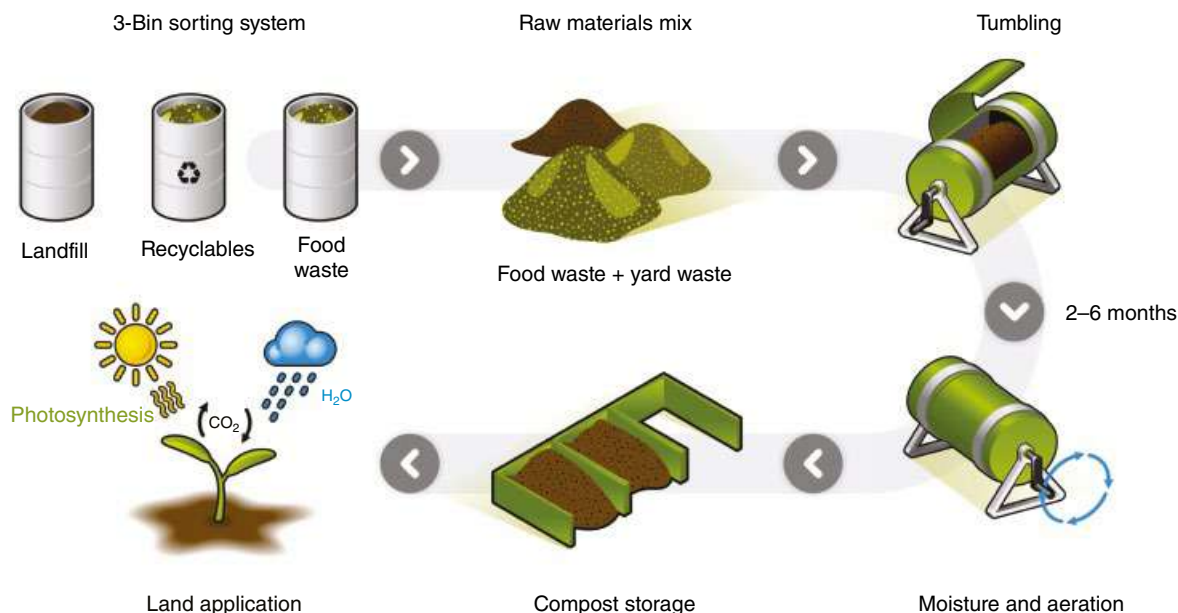 3-Bin sorting system
Raw materials mix
Tumbling
Landfill
Recyclables
Food
waste
Food waste + yard waste
2–6 months
Photosynthesis
CO₂
H₂O
Land application
Compost storage
Moisture and aeration